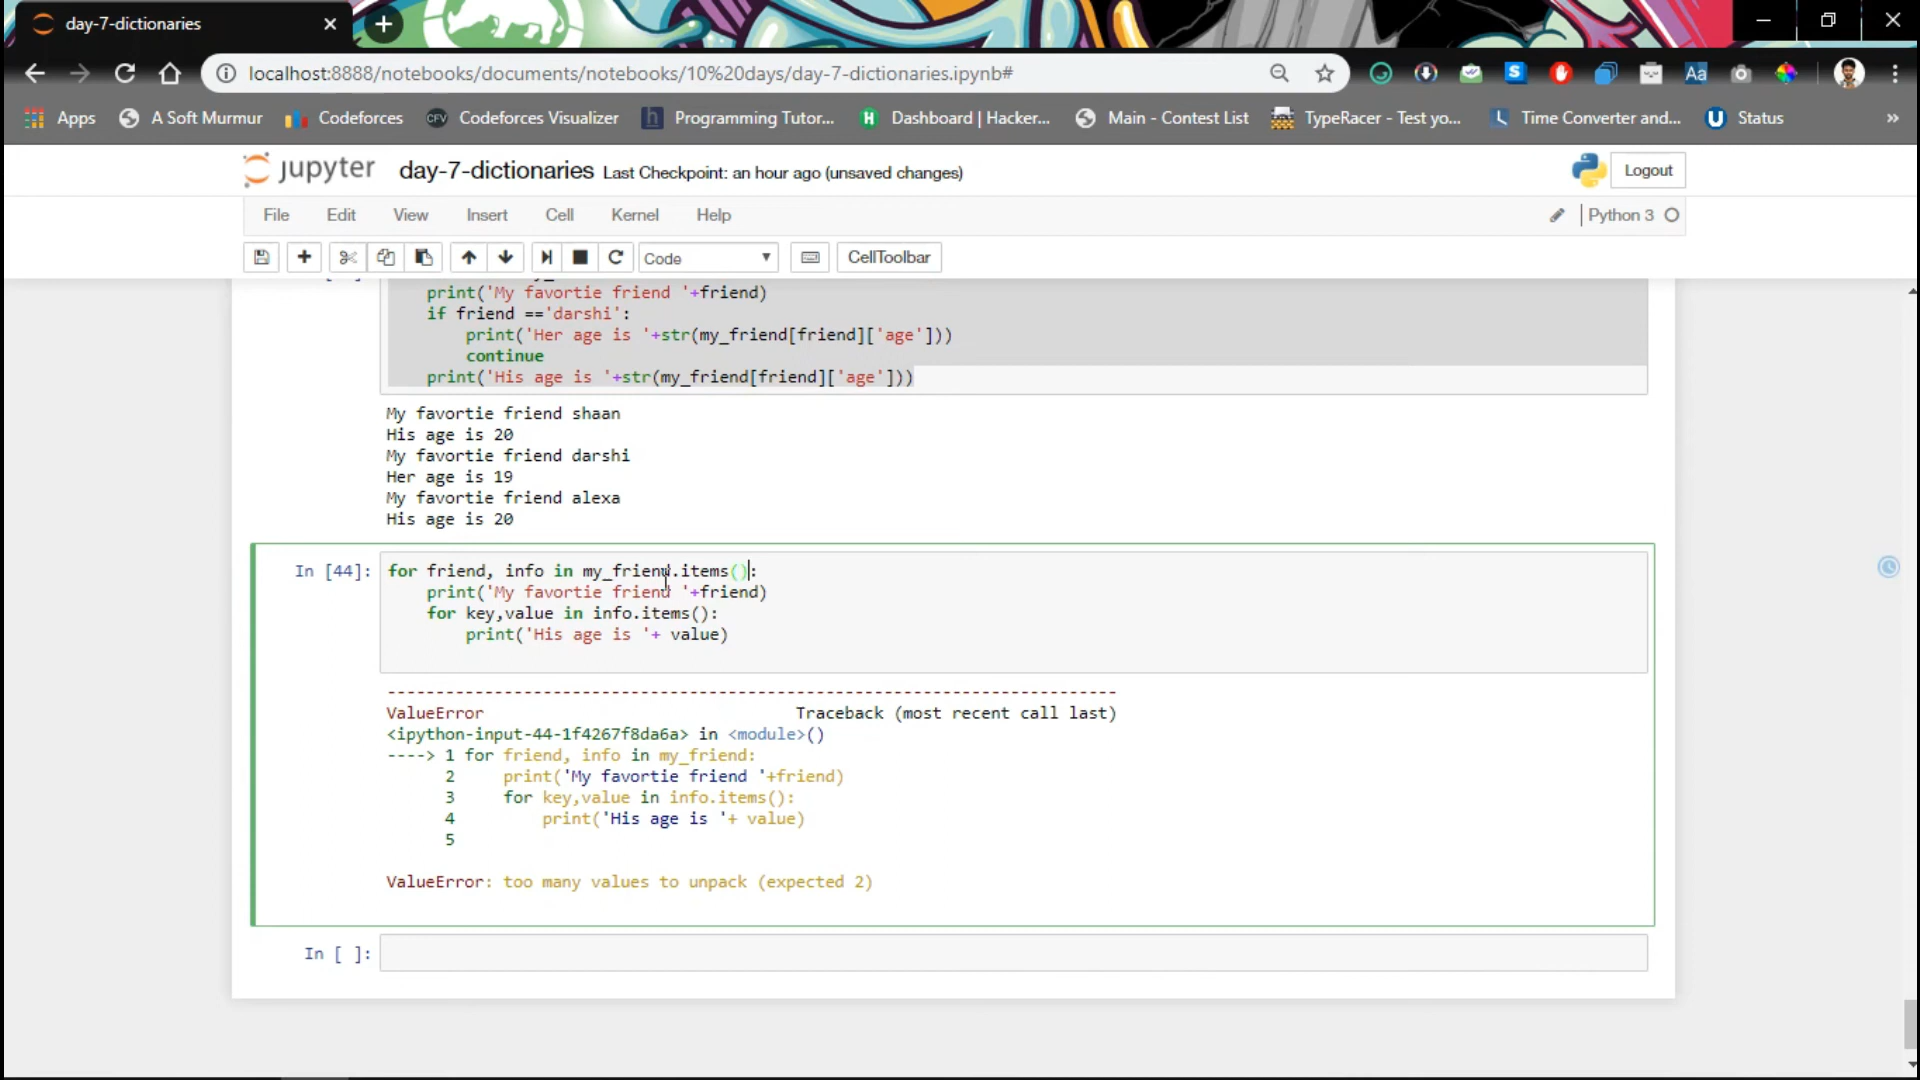 day-7-dictionaries
localhost:8888/notebooks/documents/notebooks/10%20days/day-7-dictionaries.ipynb#
Apps A Soft Murmur Codeforces CFV Codeforces Visualizer h Programming Tutor... H Dashboard | Hacker... Main - Contest List TypeRacer - Test yo... Time Converter and... U Status »
jupyter day-7-dictionaries Last Checkpoint: an hour ago (unsaved changes) Logout
File Edit View Insert Cell Kernel Help Python 3
Code CellToolbar
print('My favortie friend '+friend)
if friend =='darshi':
print('Her age is '+str(my_friend[friend]['age']))
continue
print('His age is '+str(my_friend[friend]['age']))
My favortie friend shaan
His age is 20
My favortie friend darshi
Her age is 19
My favortie friend alexa
His age is 20
In [44]: for friend, info in my_friend.items():
print('My favortie friend '+friend)
for key,value in info.items():
print('His age is '+ value)
---------------------------------------------------------------------------
ValueError Traceback (most recent call last)
<ipython-input-44-1f4267f8da6a> in <module>()
----> 1 for friend, info in my_friend:
2 print('My favortie friend '+friend)
3 for key,value in info.items():
4 print('His age is '+ value)
5
ValueError: too many values to unpack (expected 2)
In [ ]: